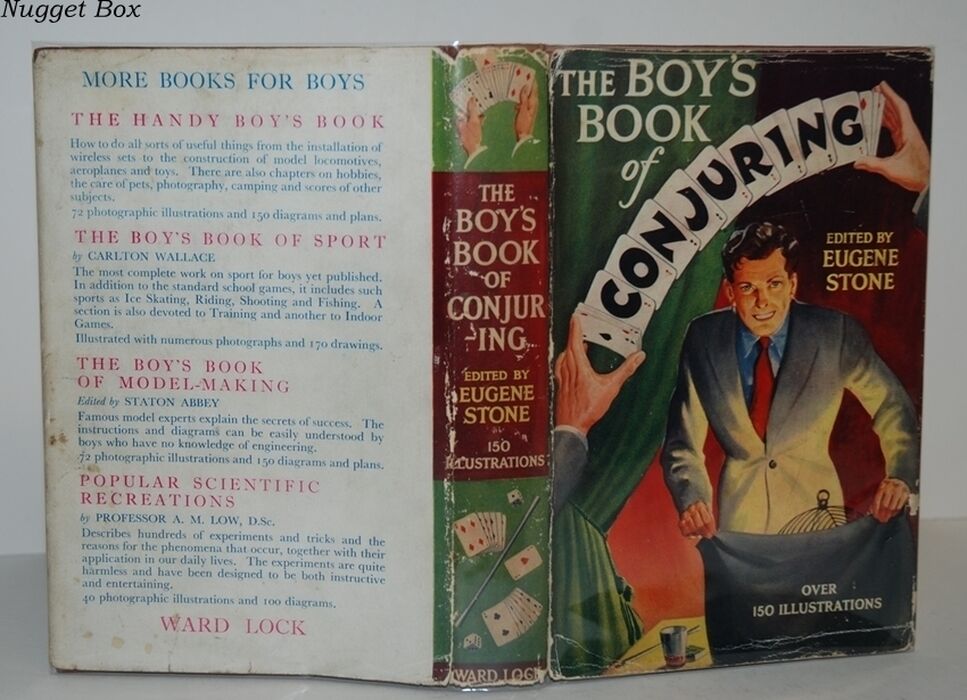 Nugget Box
MORE BOOKS FOR BOYS
THE HANDY BOY'S BOOK
How to do all sorts of useful things from the installation of
wireless sets to the construction of model locomotives,
aeroplanes and toys. There are also chapters on hobbies,
the care of pets, photography, camping and scores of other
subjects.
72 photographic illustrations and 150 diagrams and plans.
THE BOY'S BOOK OF SPORT
by CARLTON WALLACE
The most complete work on sport for boys yet published.
In addition to the standard school games, it includes such
sports as Ice Skating, Riding, Shooting and Fishing. A
section is also devoted to Training and another to Indoor
Games.
Illustrated with numerous photographs and 170 drawings.
THE BOY'S BOOK
OF MODEL-MAKING
Edited by STATON ABBEY
Famous model experts explain the secrets of success. The
instructions and diagrams can be easily understood by
boys who have no knowledge of engineering.
72 photographic illustrations and 150 diagrams and plans.
POPULAR SCIENTIFIC
RECREATIONS
by PROFESSOR A. M. LOW, D.Sc.
Describes hundreds of experiments and tricks and the
reasons for the phenomena that occur, together with their
application in our daily lives. The experiments are quite
harmless and have been designed to be both instructive
and entertaining.
40 photographic illustrations and 100 diagrams.
WARD LOCK
THE
BOY'S
BOOK
OF
CONJUR
-ING
EDITED BY
EUGENE
STONE
150
ILLUSTRATIONS
WARD LOCK
THE BOY'S
BOOK
of
CONJURING
EDITED BY
EUGENE
STONE
OVER
150 ILLUSTRATIONS